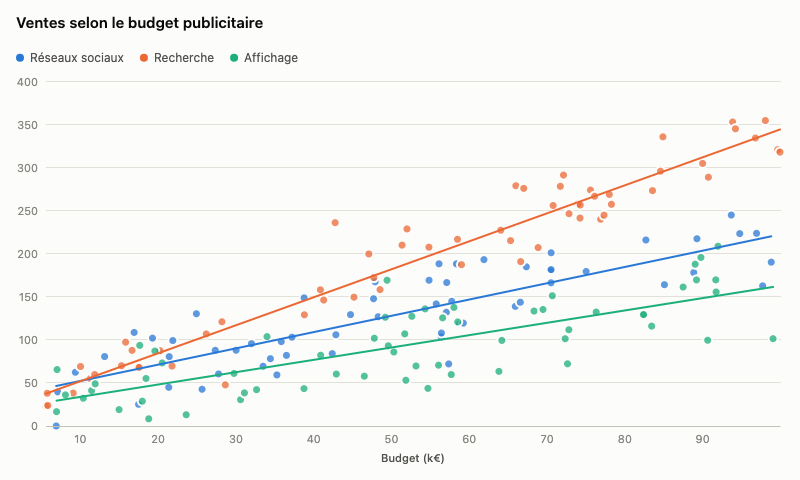 Ventes selon le budget publicitaire
Réseaux sociaux Recherche Affichage
400
350
300
250
200
150
100
50
0
10 20 30 40 50 60 70 80 90
Budget (k€)